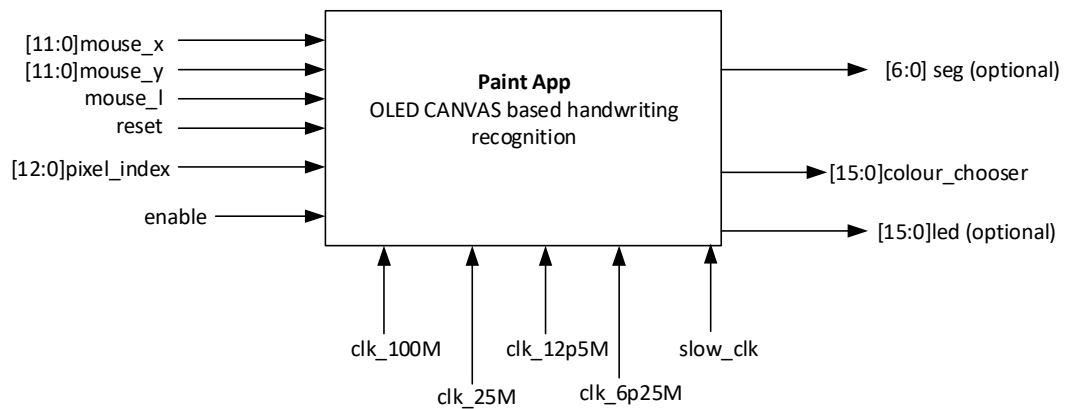 [11:0]mouse_x
[11:0]mouse_y
mouse_l
reset
[12:0]pixel_index
enable
Paint App
OLED CANVAS based handwriting
recognition
[6:0] seg (optional)
[15:0]colour_chooser
[15:0]led (optional)
clk_100M
clk_25M
clk_12p5M
clk_6p25M
slow_clk